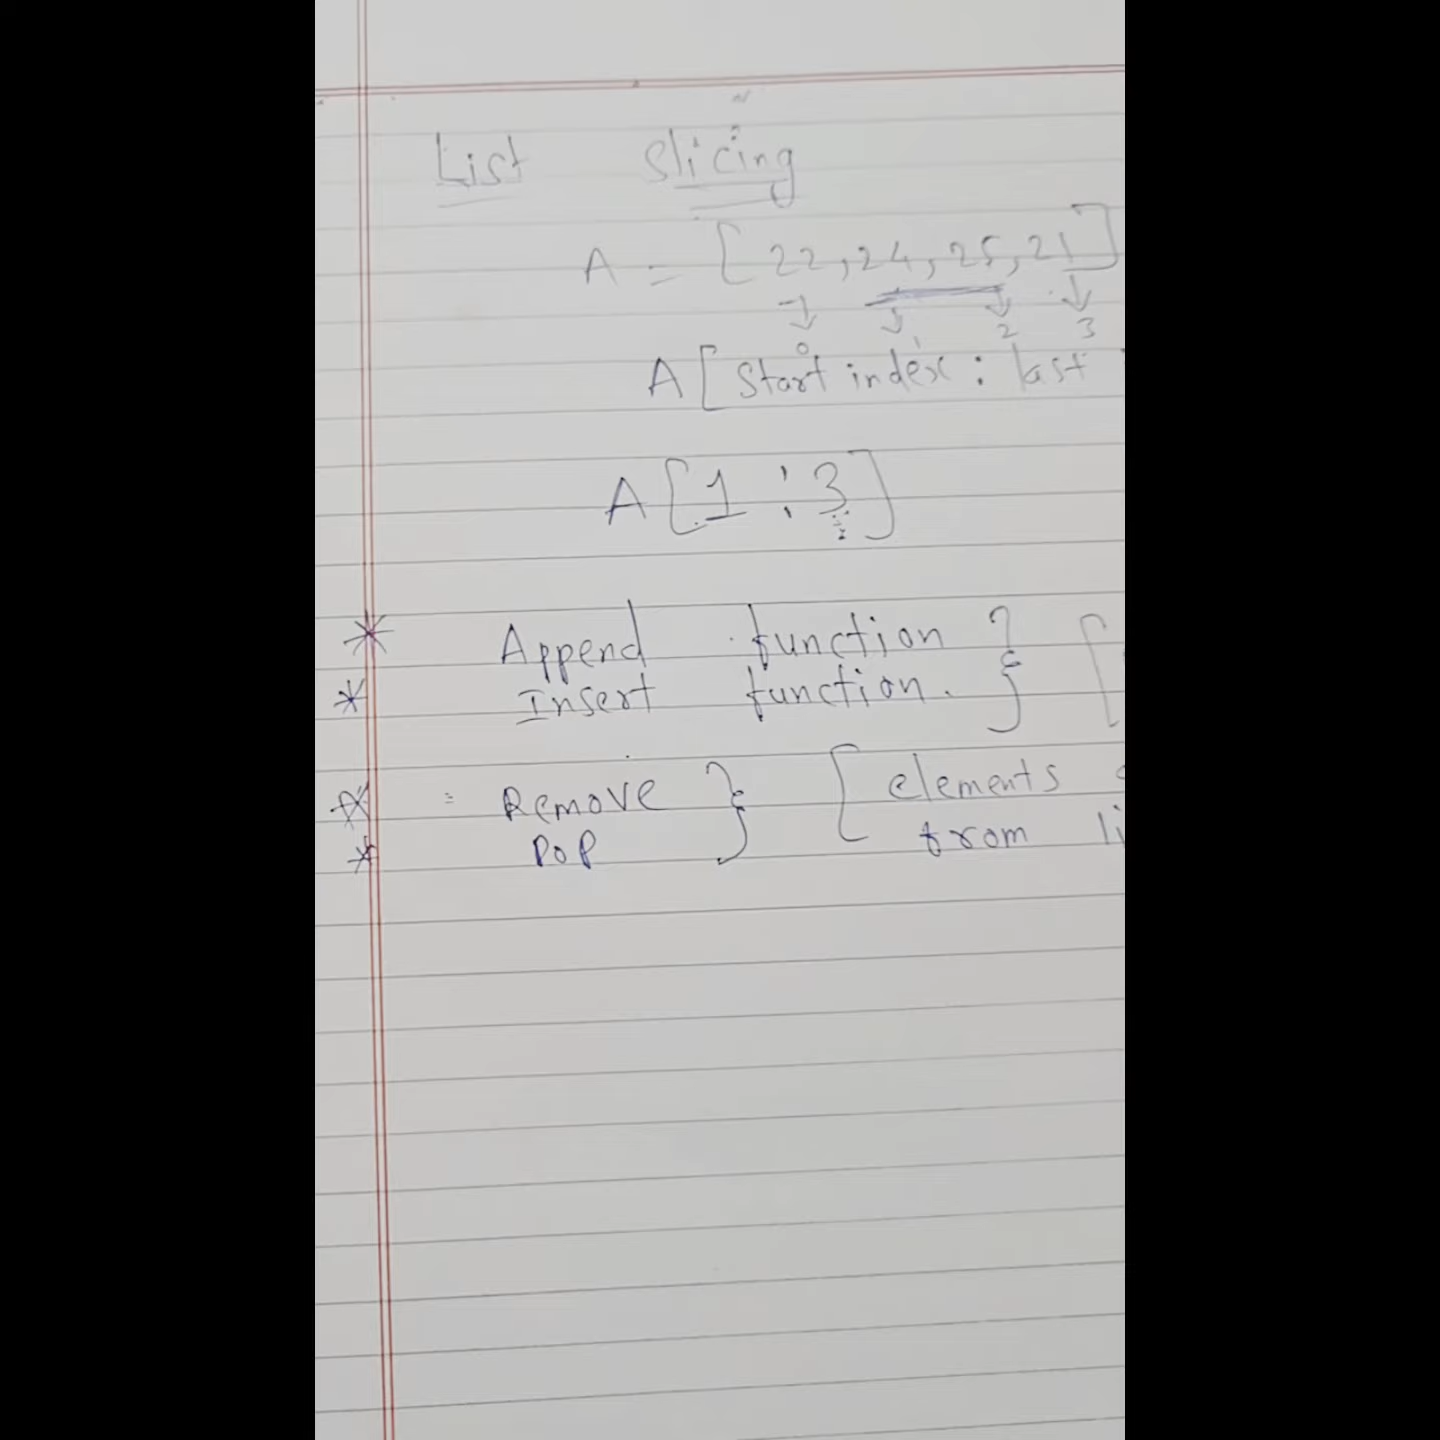 List Slicing
A = [22, 24, 25, 21]
0 1 2 3
A [Start index : last
A [1 : 3]
* Append function }
* Insert function. } [
* = Remove } [ elements
* POP } from li